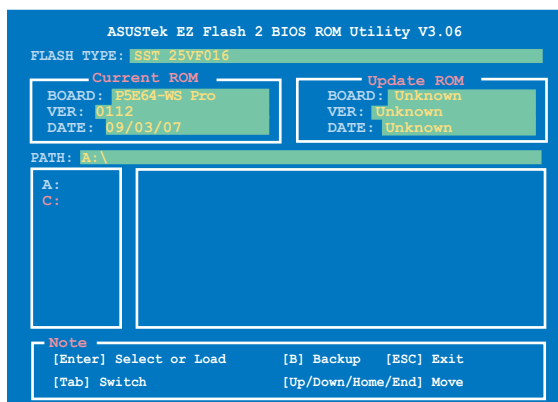 ASUSTek EZ Flash 2 BIOS ROM Utility V3.06
FLASH TYPE: SST 25VF016
Current ROM
BOARD: P5E64-WS Pro
VER: 0112
DATE: 09/03/07
Update ROM
BOARD: Unknown
VER: Unknown
DATE: Unknown
PATH: A:\
A:
C:
Note
[Enter] Select or Load [B] Backup [ESC] Exit
[Tab] Switch [Up/Down/Home/End] Move